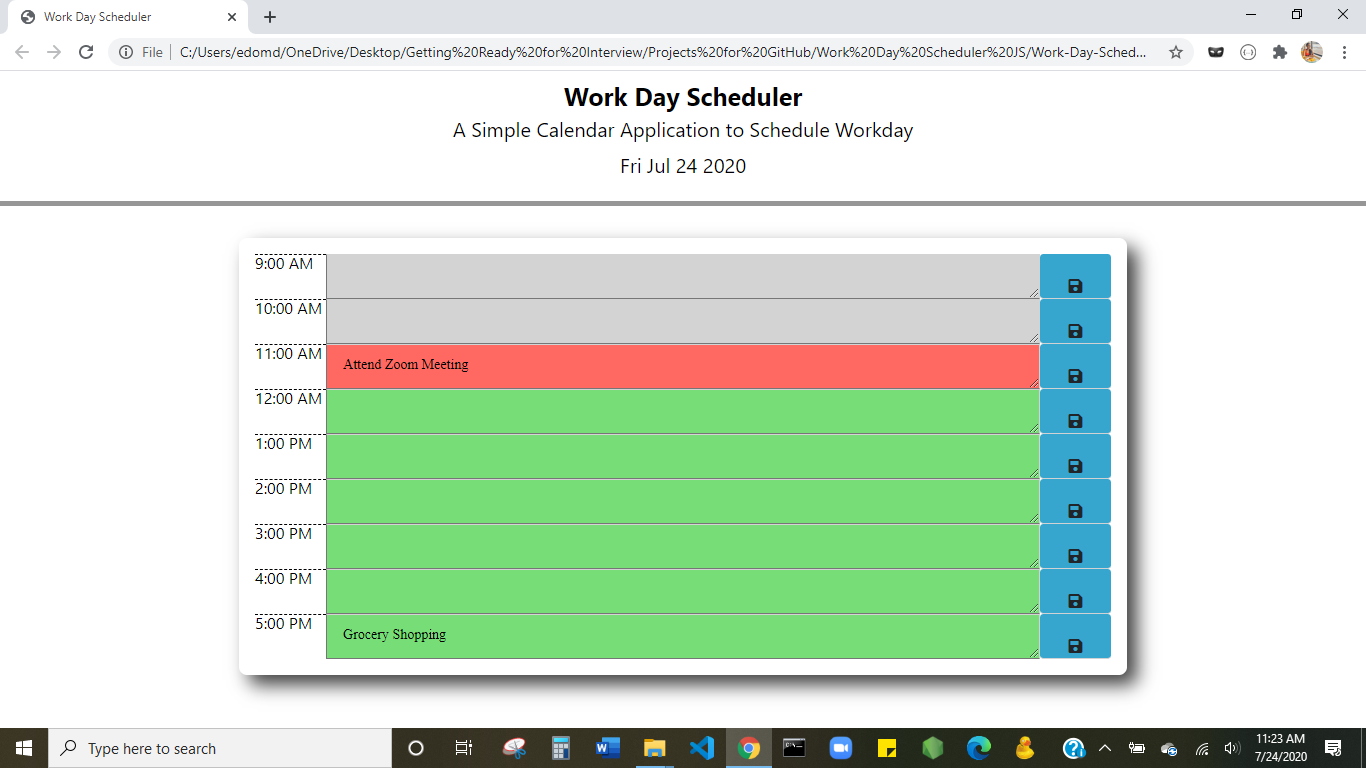 Work Day Scheduler
File | C:/Users/edomd/OneDrive/Desktop/Getting%20Ready%20for%20Interview/Projects%20for%20GitHub/Work%20Day%20Scheduler%20JS/Work-Day-Sched...
Work Day Scheduler
A Simple Calendar Application to Schedule Workday
Fri Jul 24 2020
9:00 AM
10:00 AM
11:00 AM Attend Zoom Meeting
12:00 AM
1:00 PM
2:00 PM
3:00 PM
4:00 PM
5:00 PM Grocery Shopping
Type here to search
11:23 AM
7/24/2020